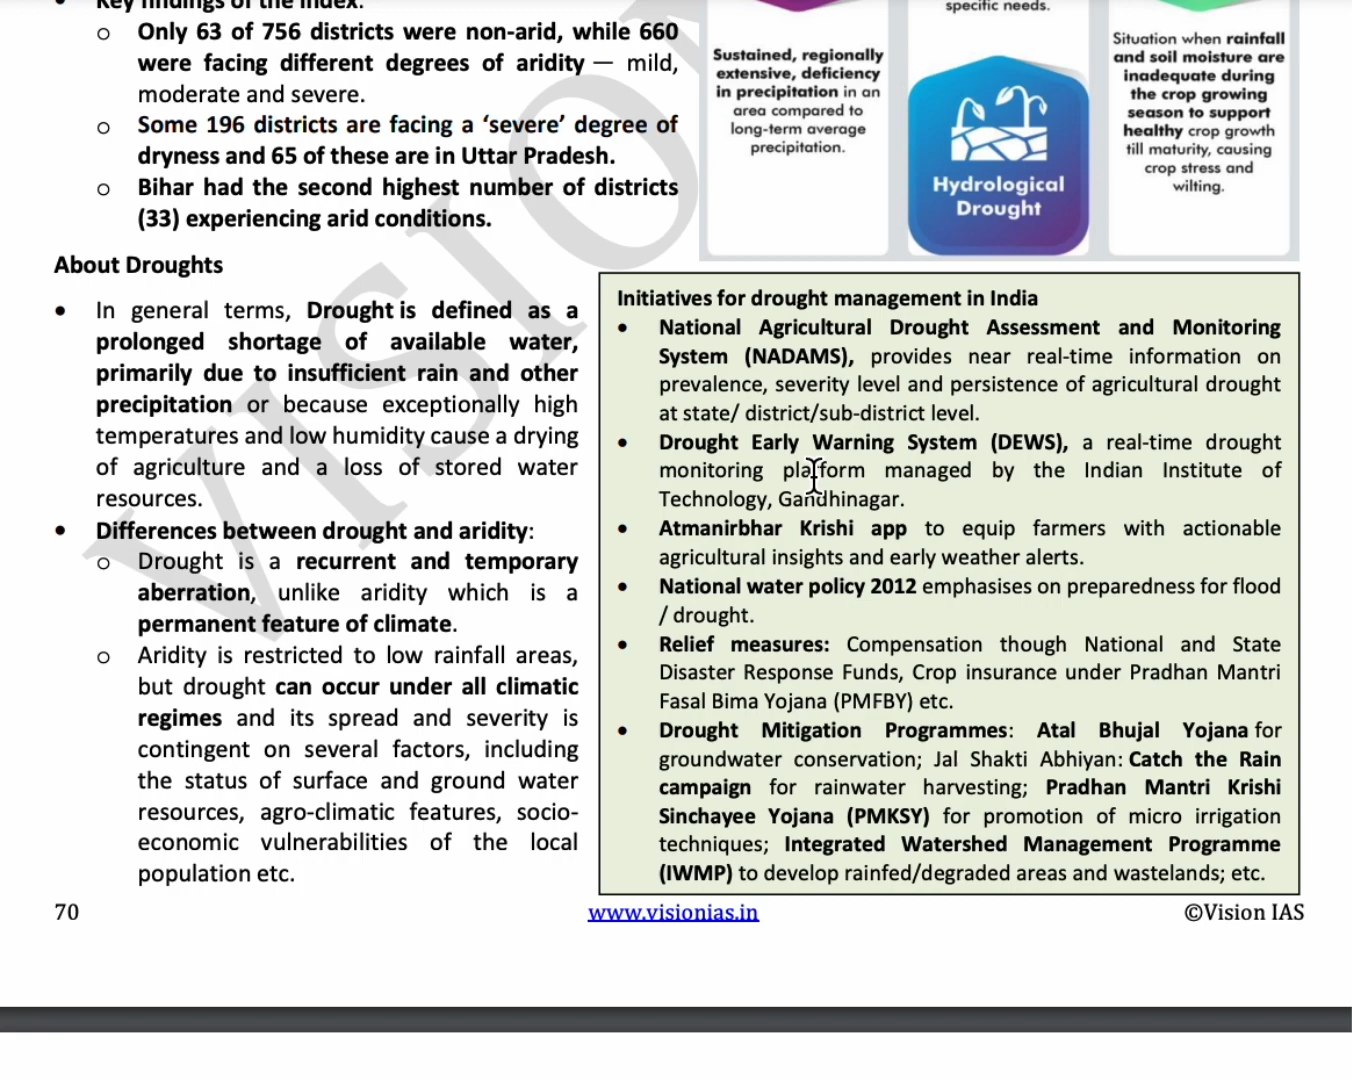 Key findings of the index:
o Only 63 of 756 districts were non-arid, while 660
were facing different degrees of aridity — mild,
moderate and severe.
o Some 196 districts are facing a ‘severe’ degree of
dryness and 65 of these are in Uttar Pradesh.
o Bihar had the second highest number of districts
(33) experiencing arid conditions.
Sustained, regionally
extensive, deficiency
in precipitation in an
area compared to
long-term average
precipitation.
specific needs.
Hydrological
Drought
Situation when rainfall
and soil moisture are
inadequate during
the crop growing
season to support
healthy crop growth
till maturity, causing
crop stress and
wilting.
About Droughts
• In general terms, Drought is defined as a
prolonged shortage of available water,
primarily due to insufficient rain and other
precipitation or because exceptionally high
temperatures and low humidity cause a drying
of agriculture and a loss of stored water
resources.
• Differences between drought and aridity:
o Drought is a recurrent and temporary
aberration, unlike aridity which is a
permanent feature of climate.
o Aridity is restricted to low rainfall areas,
but drought can occur under all climatic
regimes and its spread and severity is
contingent on several factors, including
the status of surface and ground water
resources, agro-climatic features, socio-
economic vulnerabilities of the local
population etc.
Initiatives for drought management in India
• National Agricultural Drought Assessment and Monitoring
System (NADAMS), provides near real-time information on
prevalence, severity level and persistence of agricultural drought
at state/ district/sub-district level.
• Drought Early Warning System (DEWS), a real-time drought
monitoring platform managed by the Indian Institute of
Technology, Gandhinagar.
• Atmanirbhar Krishi app to equip farmers with actionable
agricultural insights and early weather alerts.
• National water policy 2012 emphasises on preparedness for flood
/ drought.
• Relief measures: Compensation though National and State
Disaster Response Funds, Crop insurance under Pradhan Mantri
Fasal Bima Yojana (PMFBY) etc.
• Drought Mitigation Programmes: Atal Bhujal Yojana for
groundwater conservation; Jal Shakti Abhiyan: Catch the Rain
campaign for rainwater harvesting; Pradhan Mantri Krishi
Sinchayee Yojana (PMKSY) for promotion of micro irrigation
techniques; Integrated Watershed Management Programme
(IWMP) to develop rainfed/degraded areas and wastelands; etc.
70
www.visionias.in
©Vision IAS
VISION